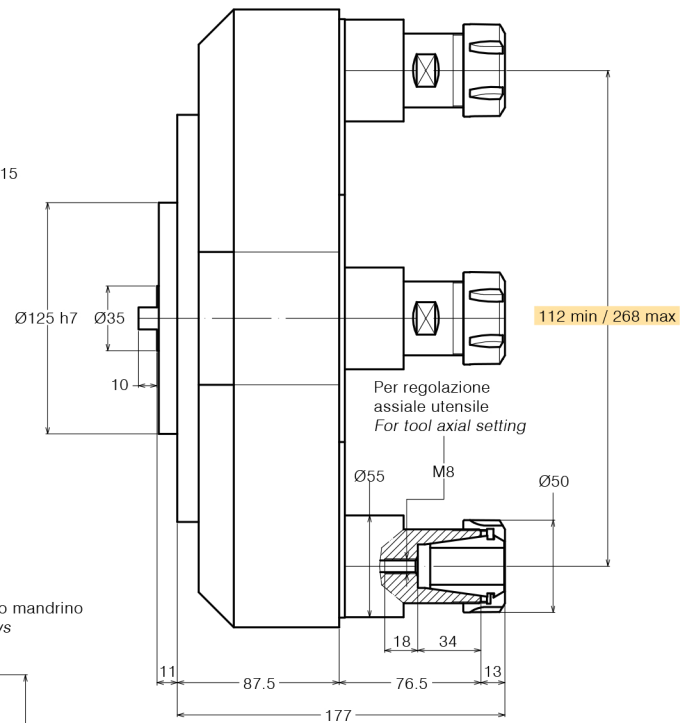 15
Ø125 h7
Ø35
112 min / 268 max
10
Per regolazione
assiale utensile
For tool axial setting
M8
Ø55
Ø50
o mandrino
18
34
11
87.5
76.5
13
177